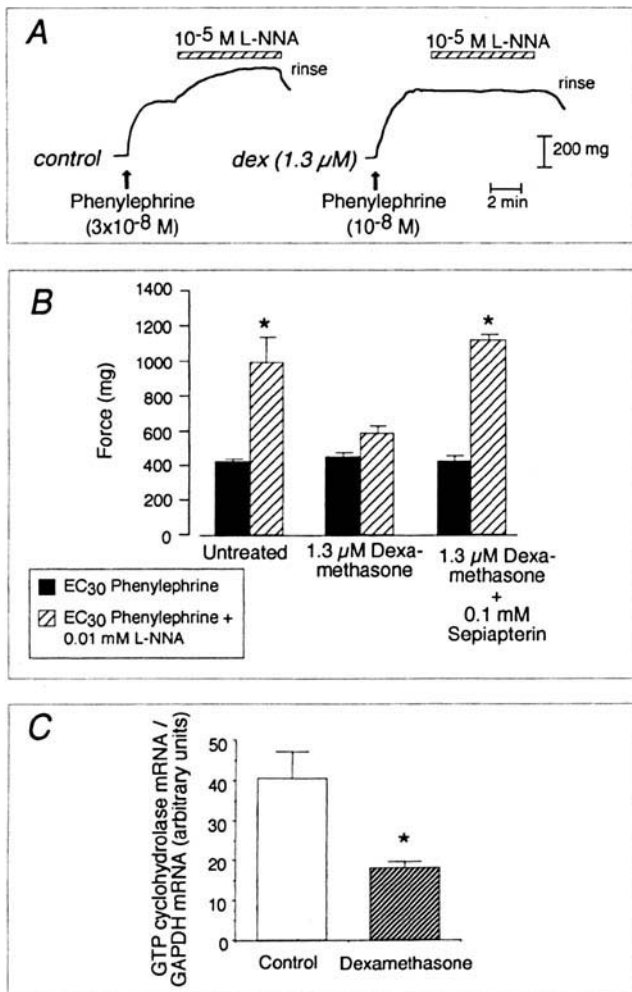 A
10-5 M L-NNA
10-5 M L-NNA
rinse
rinse
control
dex (1.3 µM)
200 mg
Phenylephrine
(3x10-8 M)
Phenylephrine
(10-8 M)
2 min
B
1400
1200
1000
800
600
400
200
0
Force (mg)
*
*
Untreated
1.3 µM Dexa-
methasone
1.3 µM Dexa-
methasone
+
0.1 mM
Sepiapterin
EC30 Phenylephrine
EC30 Phenylephrine +
0.01 mM L-NNA
C
GTP cyclohydrolase mRNA /
GAPDH mRNA (arbitrary units)
50
40
30
20
10
0
*
Control
Dexamethasone